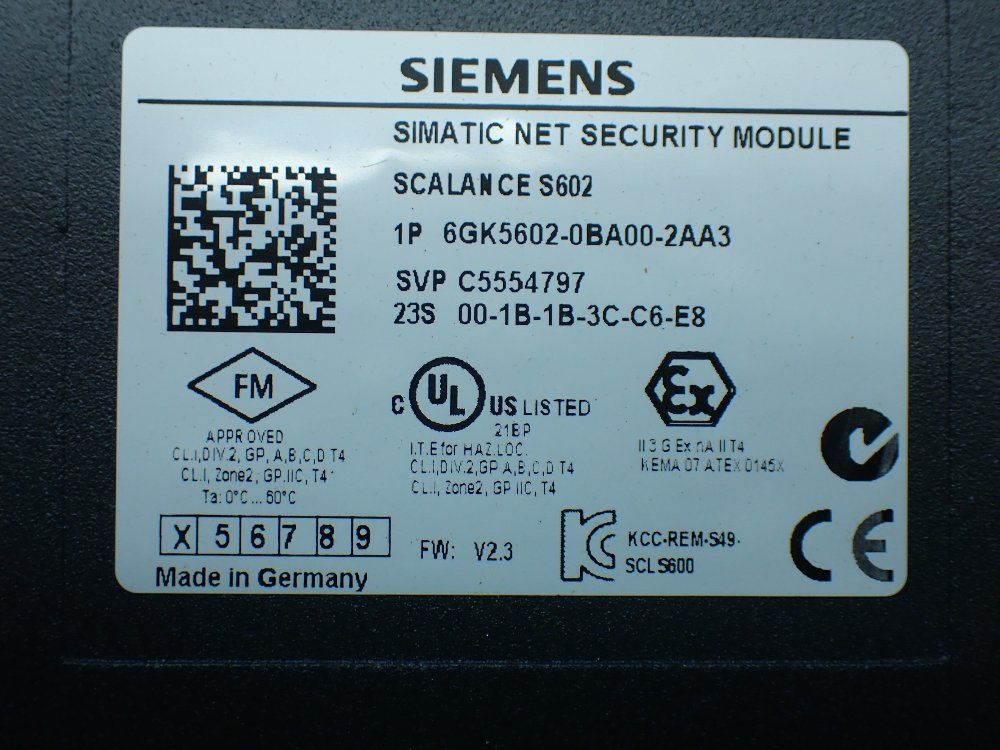 SIEMENS
SIMATIC NET SECURITY MODULE
SCALANCE S602
1P 6GK5602-0BA00-2AA3
SVP C5554797
23S 00-1B-1B-3C-C6-E8
FM
APPROVED
CL.I,DIV.2, GP, A,B,C,D T4
CL.I, Zone2, GP.IIC, T4
Ta: 0°C ... 60°C
C UL US LISTED
21BP
I.T.E for HAZ.LOC.
CL.I,DIV.2,GP A,B,C,D T4
CL.I, Zone2, GP IIC, T4
Ex
II 3 G Ex nA II T4
KEMA 07 ATEX 0145X
X 5 6 7 8 9
FW: V2.3
KCC-REM-S49-
SCLS600
CE
Made in Germany